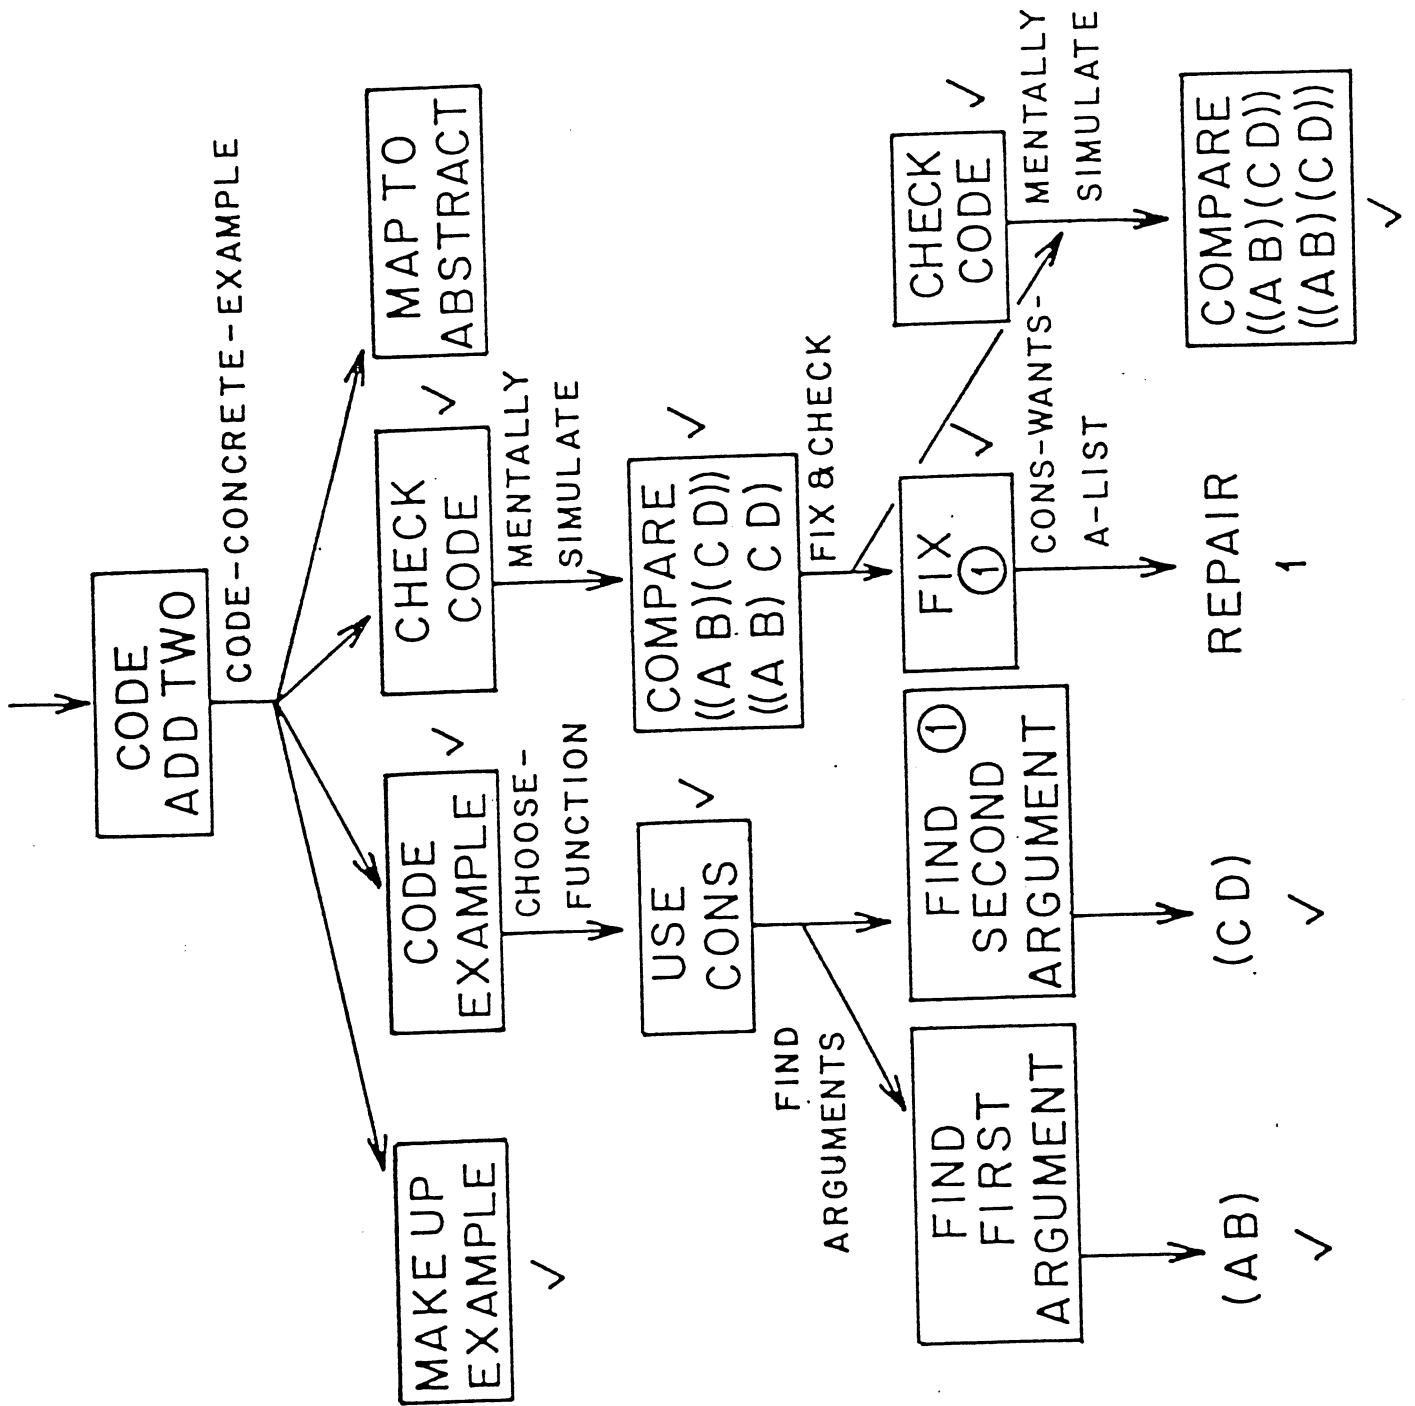 CODE
ADD TWO
CODE-CONCRETE-EXAMPLE
MAKE UP
EXAMPLE
CODE
EXAMPLE
CHECK
CODE
MAP TO
ABSTRACT
CHOOSE-
FUNCTION
MENTALLY
SIMULATE
USE
CONS
COMPARE
((A B)(C D))
((A B) C D)
FIND
ARGUMENTS
FIX & CHECK
FIND
FIRST
ARGUMENT
FIND ①
SECOND
ARGUMENT
FIX
①
CHECK
CODE
CONS-WANTS-
A-LIST
MENTALLY
SIMULATE
(A B)
(C D)
REPAIR
1
COMPARE
((A B)(C D))
((A B)(C D))